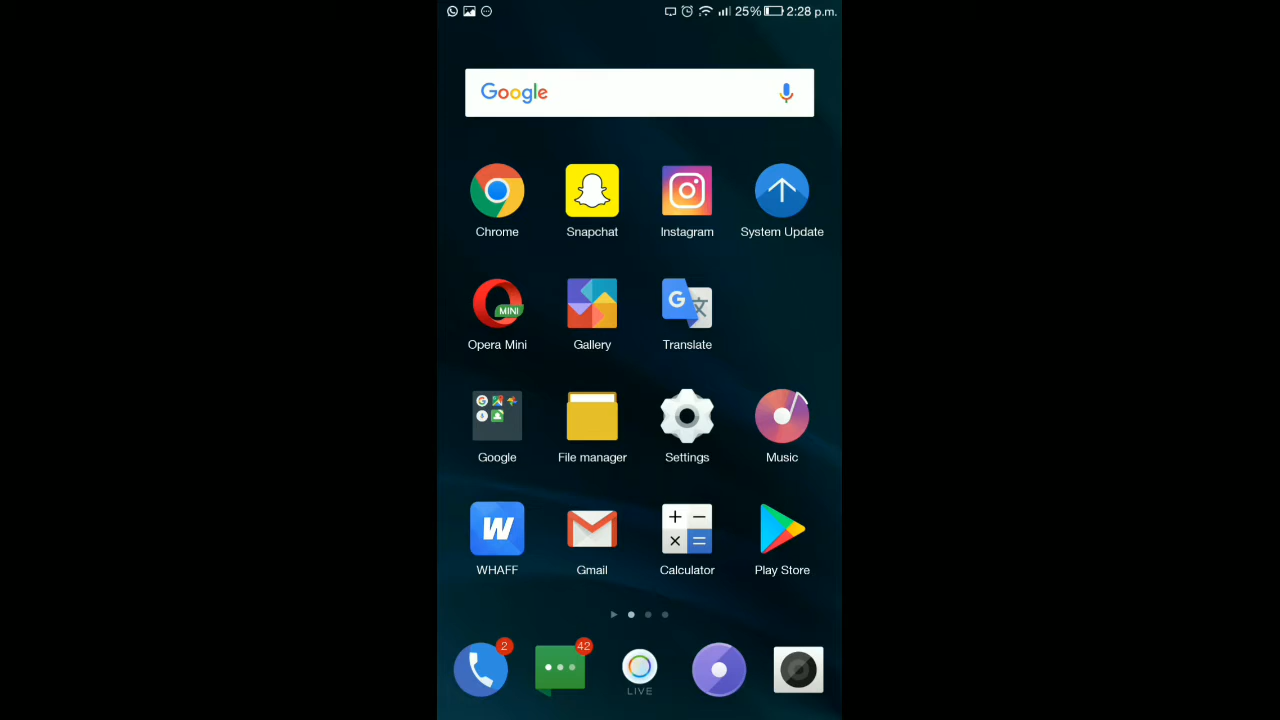 25% 2:28 p.m.
Google
Chrome Snapchat Instagram System Update
MINI
G 文
Opera Mini Gallery Translate
Google File manager Settings Music
W
WHAFF Gmail Calculator Play Store
2 42
LIVE